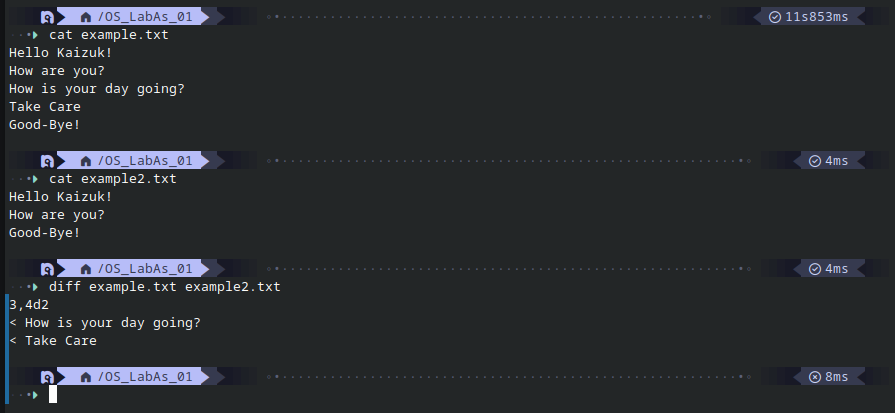 /OS_LabAs_01 11s853ms
cat example.txt
Hello Kaizuk!
How are you?
How is your day going?
Take Care
Good-Bye!
/OS_LabAs_01 4ms
cat example2.txt
Hello Kaizuk!
How are you?
Good-Bye!
/OS_LabAs_01 4ms
diff example.txt example2.txt
3,4d2
< How is your day going?
< Take Care
/OS_LabAs_01 8ms